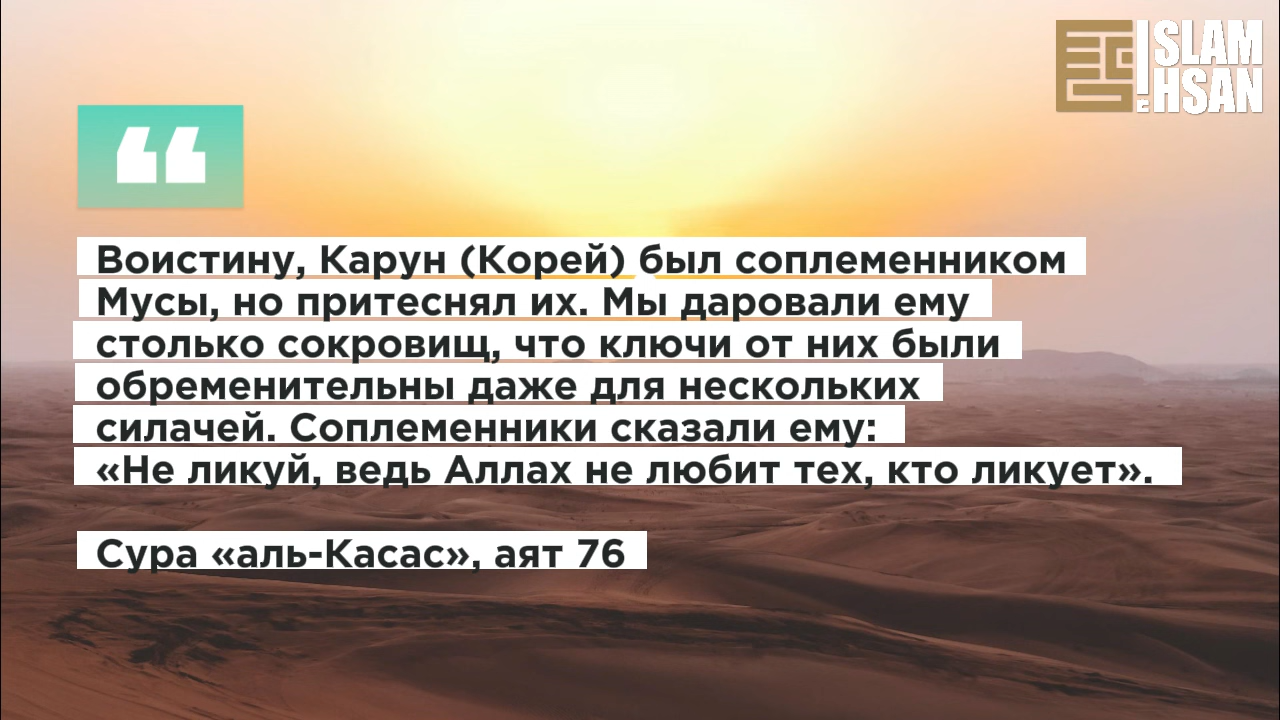 ISLAM
e HSAN
“
Воистину, Карун (Корей) был соплеменником
Мусы, но притеснял их. Мы даровали ему
столько сокровищ, что ключи от них были
обременительны даже для нескольких
силачей. Соплеменники сказали ему:
«Не ликуй, ведь Аллах не любит тех, кто ликует».
Сура «аль-Касас», аят 76